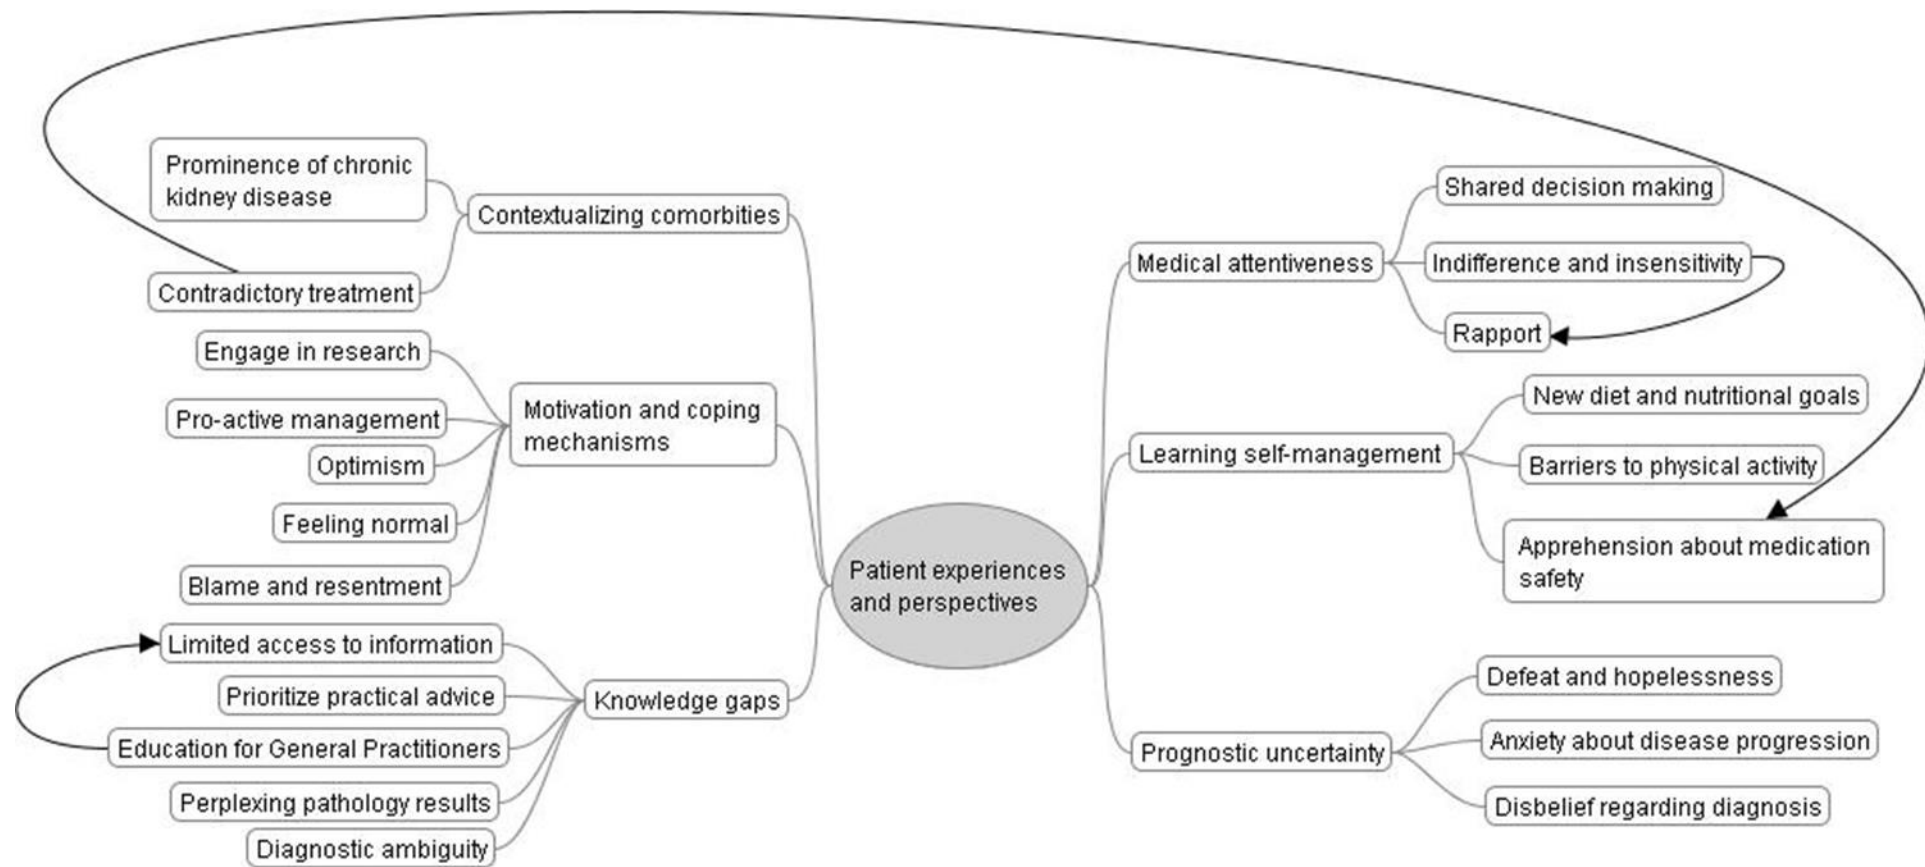 Prominence of chronic
kidney disease
Contextualizing comorbities
Contradictory treatment
Engage in research
Pro-active management
Optimism
Feeling normal
Blame and resentment
Motivation and coping
mechanisms
Limited access to information
Prioritize practical advice
Education for General Practitioners
Perplexing pathology results
Diagnostic ambiguity
Knowledge gaps
Patient experiences
and perspectives
Medical attentiveness
Shared decision making
Indifference and insensitivity
Rapport
Learning self-management
New diet and nutritional goals
Barriers to physical activity
Apprehension about medication
safety
Prognostic uncertainty
Defeat and hopelessness
Anxiety about disease progression
Disbelief regarding diagnosis